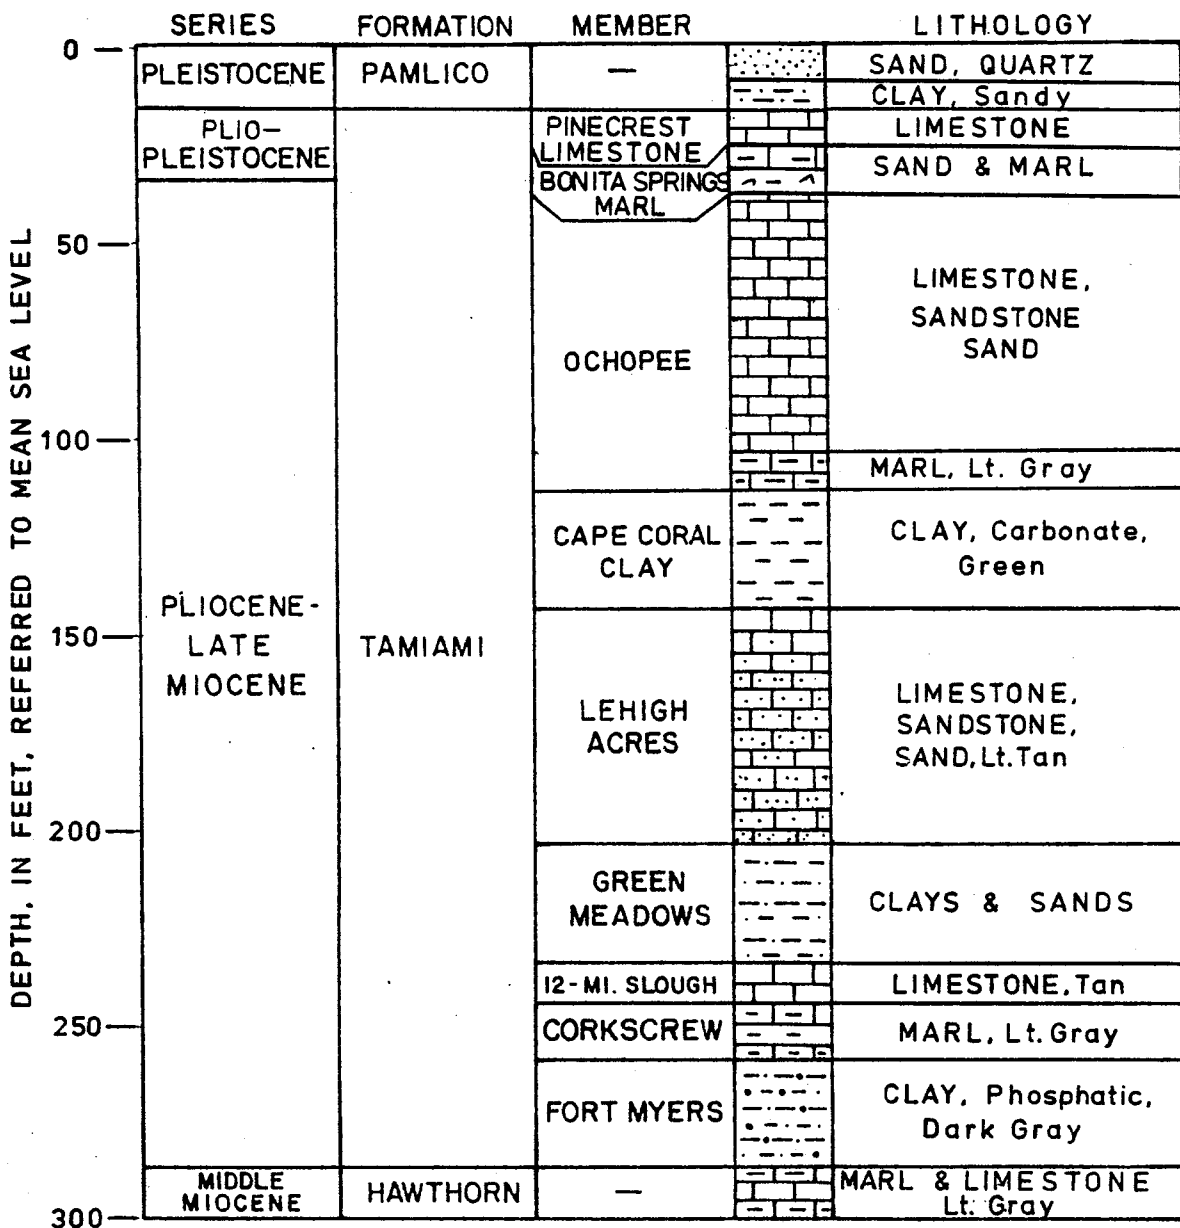 SERIES FORMATION MEMBER LITHOLOGY
DEPTH, IN FEET, REFERRED TO MEAN SEA LEVEL
0
50
100
150
200
250
300
PLEISTOCENE
PAMLICO
—
SAND, QUARTZ
CLAY, Sandy
PLIO-
PLEISTOCENE
PINECREST
LIMESTONE
LIMESTONE
BONITA SPRINGS
MARL
SAND & MARL
PLIOCENE-
LATE
MIOCENE
TAMIAMI
OCHOPEE
LIMESTONE,
SANDSTONE
SAND
MARL, Lt. Gray
CAPE CORAL
CLAY
CLAY, Carbonate,
Green
LEHIGH
ACRES
LIMESTONE,
SANDSTONE,
SAND, Lt. Tan
GREEN
MEADOWS
CLAYS & SANDS
12-MI. SLOUGH
LIMESTONE, Tan
CORKSCREW
MARL, Lt. Gray
FORT MYERS
CLAY, Phosphatic,
Dark Gray
MIDDLE
MIOCENE
HAWTHORN
—
MARL & LIMESTONE
Lt. Gray